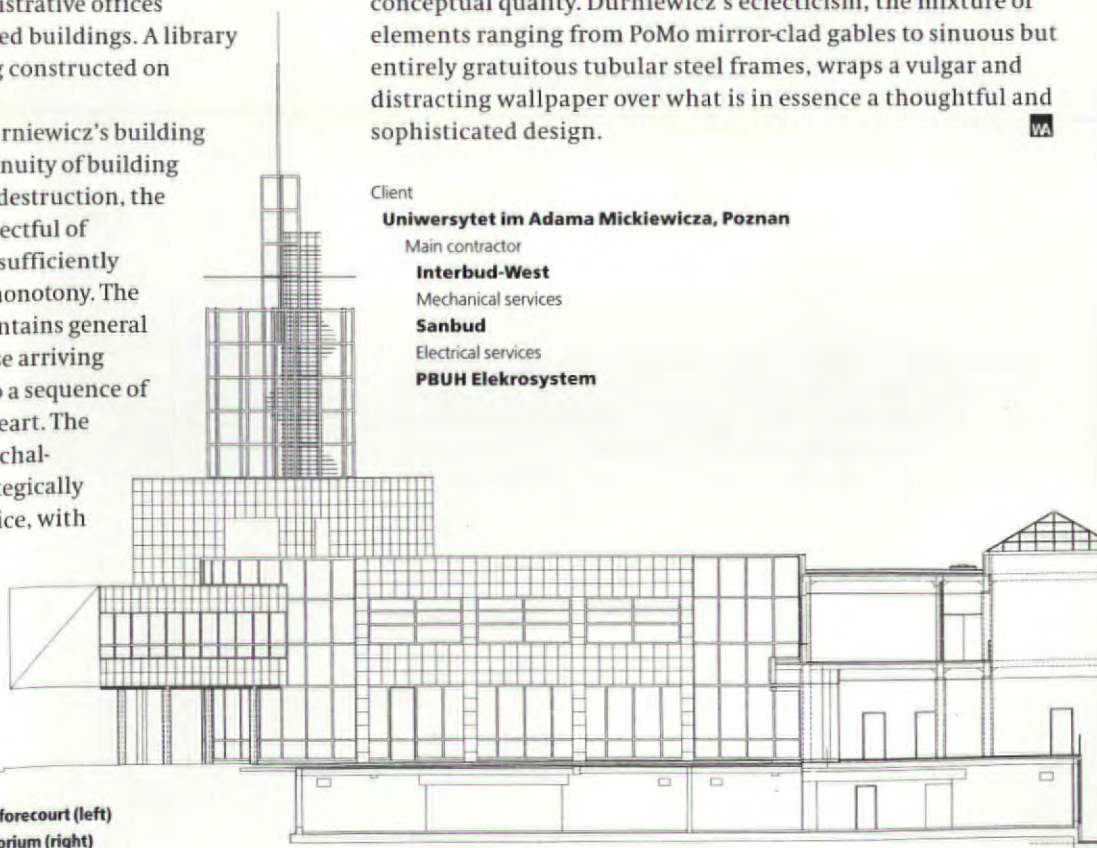 istrative offices
ed buildings. A library
g constructed on
rniewicz's building
nuity of building
destruction, the
ectful of
sufficiently
nonotony. The
ntains general
e arriving
o a sequence of
eart. The
chal-
tegically
ice, with
forecourt (left)
orium (right)
conceptual quality. Durniewicz's eclecticism, the mixture of
elements ranging from PoMo mirror-clad gables to sinuous but
entirely gratuitous tubular steel frames, wraps a vulgar and
distracting wallpaper over what is in essence a thoughtful and
sophisticated design.
WA
Client
Uniwersytet im Adama Mickiewicza, Poznan
Main contractor
Interbud-West
Mechanical services
Sanbud
Electrical services
PBUH Elekrosystem